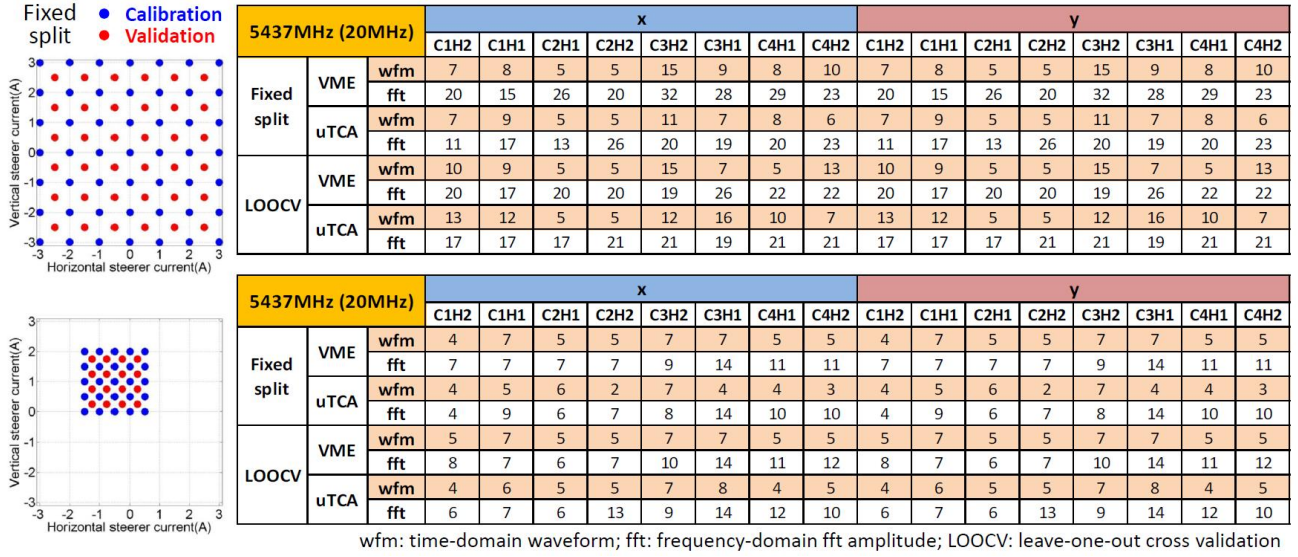 Fixed split
● Calibration
● Validation
Vertical steerer current(A)
3
2
1
0
-1
-2
-3
-3 -2 -1 0 1 2 3
Horizontal steerer current(A)
5437MHz (20MHz) x y
C1H2 C1H1 C2H1 C2H2 C3H2 C3H1 C4H1 C4H2 C1H2 C1H1 C2H1 C2H2 C3H2 C3H1 C4H1 C4H2
Fixed split VME wfm 7 8 5 5 15 9 8 10 7 8 5 5 15 9 8 10
fft 20 15 26 20 32 28 29 23 20 15 26 20 32 28 29 23
uTCA wfm 7 9 5 5 11 7 8 6 7 9 5 5 11 7 8 6
fft 11 17 13 26 20 19 20 23 11 17 13 26 20 19 20 23
LOOCV VME wfm 10 9 5 5 15 7 5 13 10 9 5 5 15 7 5 13
fft 20 17 20 20 19 26 22 22 20 17 20 20 19 26 22 22
uTCA wfm 13 12 5 5 12 16 10 7 13 12 5 5 12 16 10 7
fft 17 17 17 21 21 19 21 21 17 17 17 21 21 19 21 21
Vertical steerer current(A)
3
2
1
0
-1
-2
-3
-3 -2 -1 0 1 2 3
Horizontal steerer current(A)
5437MHz (20MHz) x y
C1H2 C1H1 C2H1 C2H2 C3H2 C3H1 C4H1 C4H2 C1H2 C1H1 C2H1 C2H2 C3H2 C3H1 C4H1 C4H2
Fixed split VME wfm 4 7 5 5 7 7 5 5 4 7 5 5 7 7 5 5
fft 7 7 7 7 9 14 11 11 7 7 7 7 9 14 11 11
uTCA wfm 4 5 6 2 7 4 4 3 4 5 6 2 7 4 4 3
fft 4 9 6 7 8 14 10 10 4 9 6 7 8 14 10 10
LOOCV VME wfm 5 7 5 5 7 7 5 5 5 7 5 5 7 7 5 5
fft 8 7 6 7 10 14 11 12 8 7 6 7 10 14 11 12
uTCA wfm 4 6 5 5 7 8 4 5 4 6 5 5 7 8 4 5
fft 6 7 6 13 9 14 12 10 6 7 6 13 9 14 12 10
wfm: time-domain waveform; fft: frequency-domain fft amplitude; LOOCV: leave-one-out cross validation